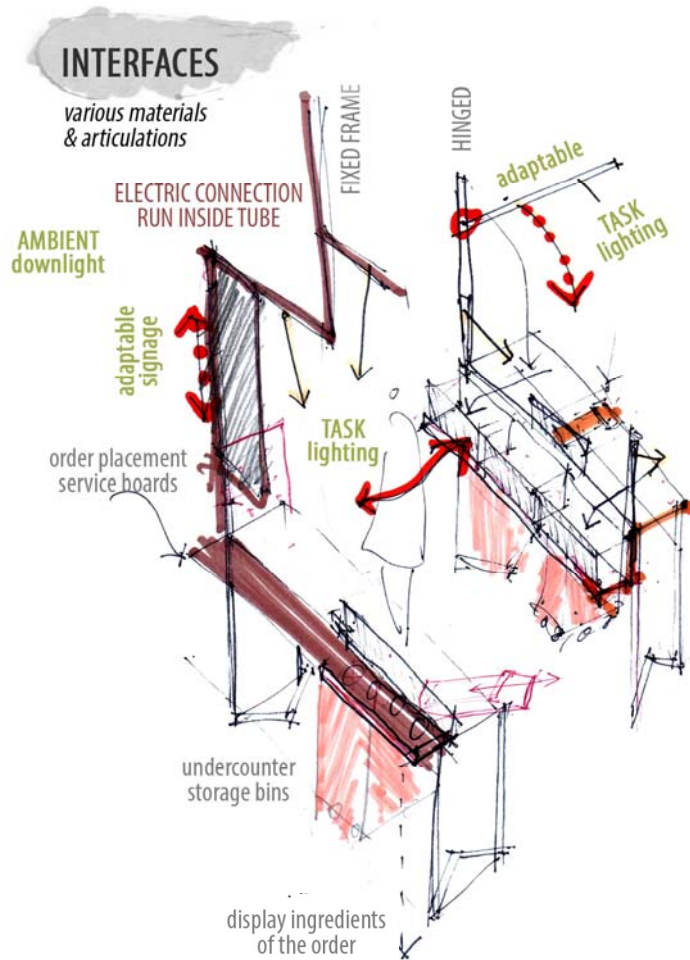 INTERFACES
various materials
& articulations
FIXED FRAME
HINGED
adaptable
TASK
lighting
ELECTRIC CONNECTION
RUN INSIDE TUBE
AMBIENT
downlight
adaptable
signage
TASK
lighting
order placement
service boards
undercounter
storage bins
display ingredients
of the order